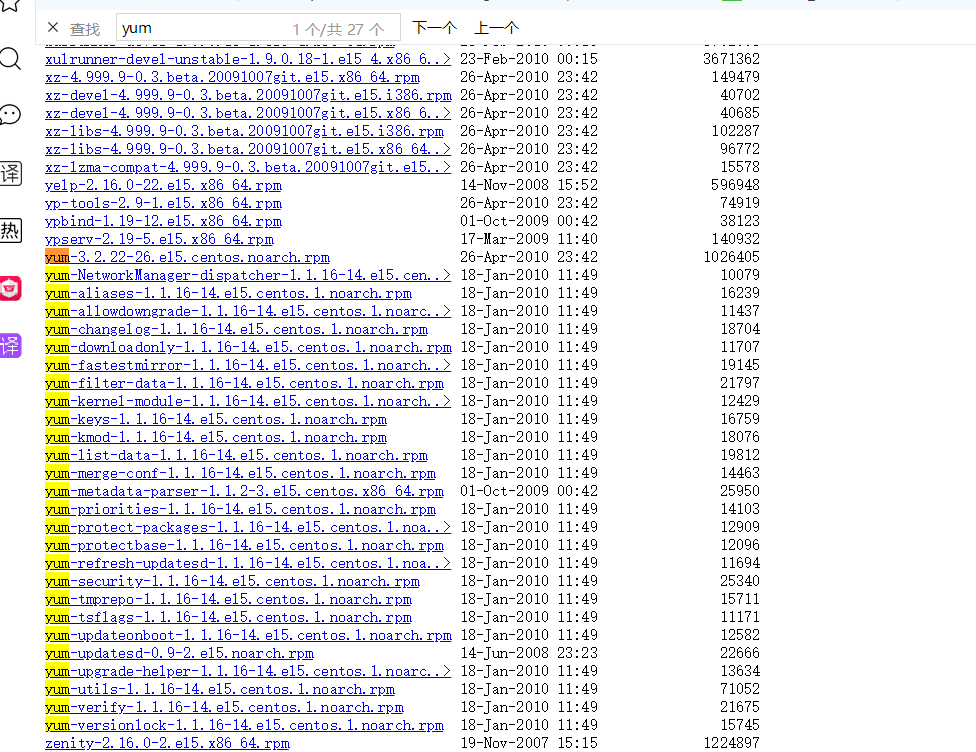 查找 yum 1 个/共 27 个 下一个 上一个
xulrunner-devel-unstable-1.9.0.18-1.el5_4.x86_6..> 23-Feb-2010 00:15 3671362
xz-4.999.9-0.3.beta.20091007git.el5.x86_64.rpm 26-Apr-2010 23:42 149479
xz-devel-4.999.9-0.3.beta.20091007git.el5.i386.rpm 26-Apr-2010 23:42 40702
xz-devel-4.999.9-0.3.beta.20091007git.el5.x86_6..> 26-Apr-2010 23:42 40685
xz-libs-4.999.9-0.3.beta.20091007git.el5.i386.rpm 26-Apr-2010 23:42 102287
xz-libs-4.999.9-0.3.beta.20091007git.el5.x86_64..> 26-Apr-2010 23:42 96772
xz-lzma-compat-4.999.9-0.3.beta.20091007git.el5..> 26-Apr-2010 23:42 15578
译
yelp-2.16.0-22.el5.x86_64.rpm 14-Nov-2008 15:52 596948
yp-tools-2.9-1.el5.x86_64.rpm 26-Apr-2010 23:42 74919
ypbind-1.19-12.el5.x86_64.rpm 01-Oct-2009 00:42 38123
热
ypserv-2.19-5.el5.x86_64.rpm 17-Mar-2009 11:40 140932
yum-3.2.22-26.el5.centos.noarch.rpm 26-Apr-2010 23:42 1026405
yum-NetworkManager-dispatcher-1.1.16-14.el5.cen..> 18-Jan-2010 11:49 10079
yum-aliases-1.1.16-14.el5.centos.1.noarch.rpm 18-Jan-2010 11:49 16239
yum-allowdowngrade-1.1.16-14.el5.centos.1.noarc..> 18-Jan-2010 11:49 11437
yum-changelog-1.1.16-14.el5.centos.1.noarch.rpm 18-Jan-2010 11:49 18704
yum-downloadonly-1.1.16-14.el5.centos.1.noarch.rpm 18-Jan-2010 11:49 11707
译
yum-fastestmirror-1.1.16-14.el5.centos.1.noarch..> 18-Jan-2010 11:49 19145
yum-filter-data-1.1.16-14.el5.centos.1.noarch.rpm 18-Jan-2010 11:49 21797
yum-kernel-module-1.1.16-14.el5.centos.1.noarch..> 18-Jan-2010 11:49 12429
yum-keys-1.1.16-14.el5.centos.1.noarch.rpm 18-Jan-2010 11:49 16759
yum-kmod-1.1.16-14.el5.centos.1.noarch.rpm 18-Jan-2010 11:49 18076
yum-list-data-1.1.16-14.el5.centos.1.noarch.rpm 18-Jan-2010 11:49 19812
yum-merge-conf-1.1.16-14.el5.centos.1.noarch.rpm 18-Jan-2010 11:49 14463
yum-metadata-parser-1.1.2-3.el5.centos.x86_64.rpm 01-Oct-2009 00:42 25950
yum-priorities-1.1.16-14.el5.centos.1.noarch.rpm 18-Jan-2010 11:49 14103
yum-protect-packages-1.1.16-14.el5.centos.1.noa..> 18-Jan-2010 11:49 12909
yum-protectbase-1.1.16-14.el5.centos.1.noarch.rpm 18-Jan-2010 11:49 12096
yum-refresh-updatesd-1.1.16-14.el5.centos.1.noa..> 18-Jan-2010 11:49 11694
yum-security-1.1.16-14.el5.centos.1.noarch.rpm 18-Jan-2010 11:49 25340
yum-tmprepo-1.1.16-14.el5.centos.1.noarch.rpm 18-Jan-2010 11:49 15711
yum-tsflags-1.1.16-14.el5.centos.1.noarch.rpm 18-Jan-2010 11:49 11171
yum-updateonboot-1.1.16-14.el5.centos.1.noarch.rpm 18-Jan-2010 11:49 12582
yum-updatesd-0.9-2.el5.noarch.rpm 14-Jun-2008 23:23 22666
yum-upgrade-helper-1.1.16-14.el5.centos.1.noarc..> 18-Jan-2010 11:49 13634
yum-utils-1.1.16-14.el5.centos.1.noarch.rpm 18-Jan-2010 11:49 71052
yum-verify-1.1.16-14.el5.centos.1.noarch.rpm 18-Jan-2010 11:49 21675
yum-versionlock-1.1.16-14.el5.centos.1.noarch.rpm 18-Jan-2010 11:49 15745
zenity-2.16.0-2.el5.x86_64.rpm 19-Nov-2007 15:15 1224897